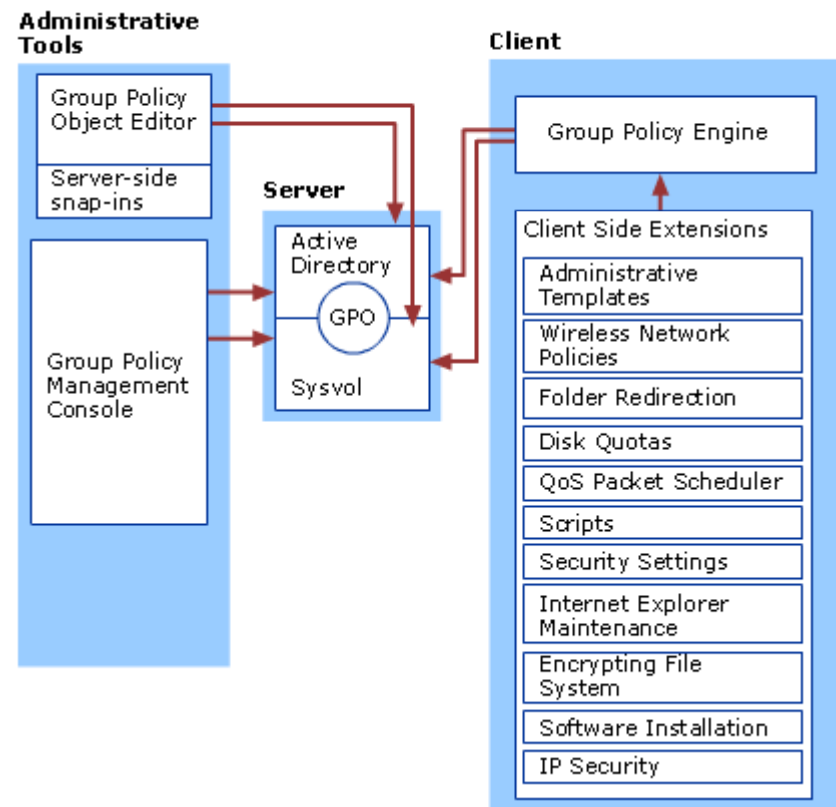 Administrative
Tools
Group Policy
Object Editor
Server-side
snap-ins
Group Policy
Management
Console
Server
Active
Directory
GPO
Sysvol
Client
Group Policy Engine
Client Side Extensions
Administrative
Templates
Wireless Network
Policies
Folder Redirection
Disk Quotas
QoS Packet Scheduler
Scripts
Security Settings
Internet Explorer
Maintenance
Encrypting File
System
Software Installation
IP Security